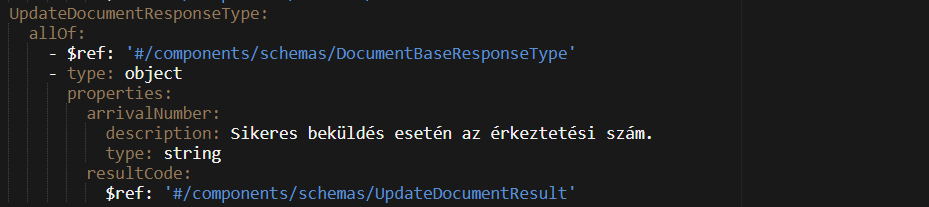 UpdateDocumentResponseType:
allOf:
- $ref: '#/components/schemas/DocumentBaseResponseType'
- type: object
properties:
arrivalNumber:
description: Sikeres beküldés esetén az érkeztetési szám.
type: string
resultCode:
$ref: '#/components/schemas/UpdateDocumentResult'